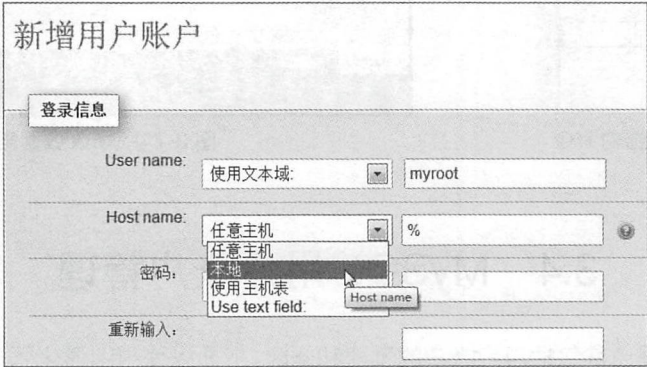 新增用户账户
登录信息
User name: 使用文本域: myroot
Host name: 任意主机 %
任意主机
本地
密码：
使用主机表
Host name
Use text field:
重新输入：